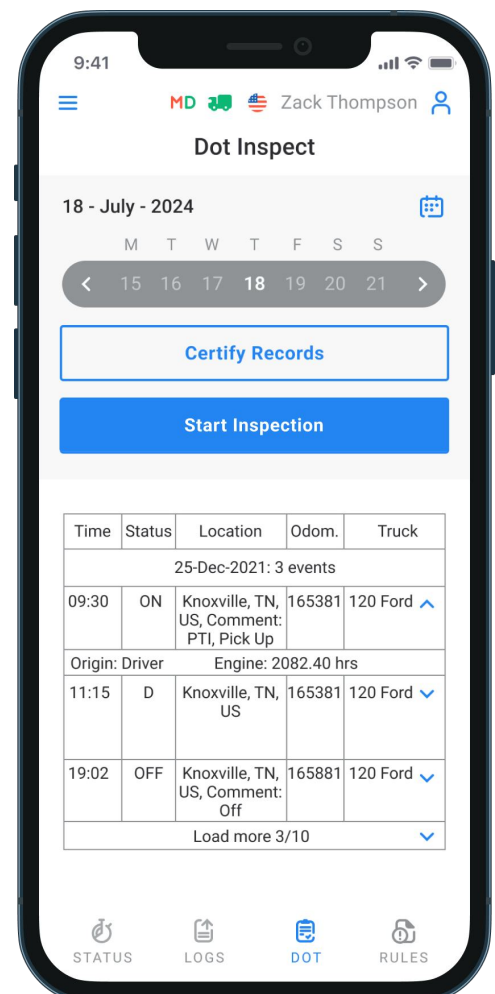 9:41
MD Zack Thompson
Dot Inspect
18 - July - 2024
M T W T F S S
15 16 17 18 19 20 21
Certify Records
Start Inspection
Time Status Location Odom. Truck
25-Dec-2021: 3 events
09:30 ON Knoxville, TN, 165381 120 Ford
US, Comment:
PTI, Pick Up
Origin: Driver Engine: 2082.40 hrs
11:15 D Knoxville, TN, 165381 120 Ford
US
19:02 OFF Knoxville, TN, 165881 120 Ford
US, Comment:
Off
Load more 3/10
STATUS LOGS DOT RULES